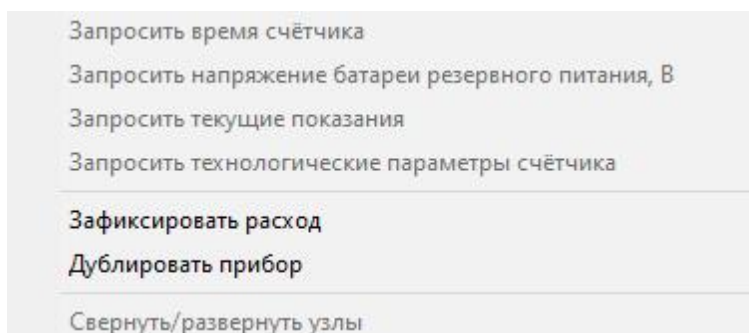 Запросить время счётчика
Запросить напряжение батареи резервного питания, В
Запросить текущие показания
Запросить технологические параметры счётчика
Зафиксировать расход
Дублировать прибор
Свернуть/развернуть узлы